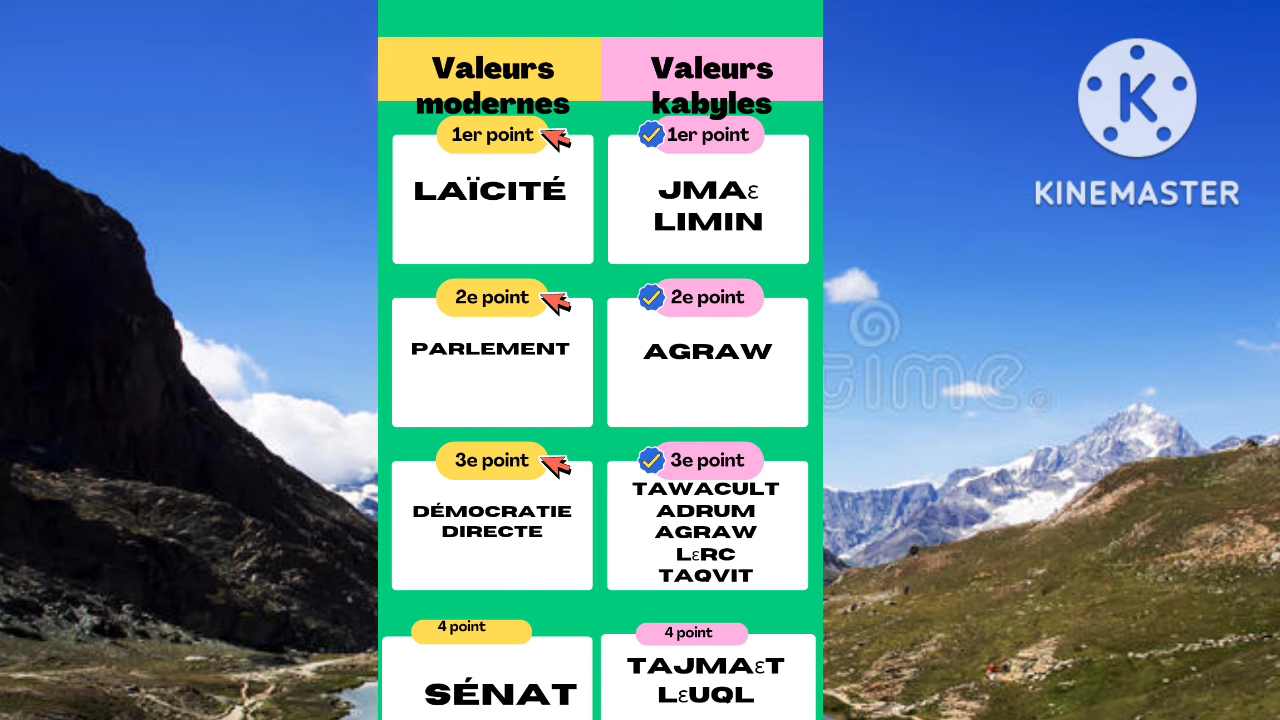 Valeurs modernes
Valeurs kabyles
1er point
1er point
LAÏCITÉ
JMAɛ
LIMIN
2e point
2e point
PARLEMENT
AGRAW
3e point
3e point
DÉMOCRATIE
DIRECTE
TAWACULT
ADRUM
AGRAW
LɛRC
TAQVIT
4 point
4 point
SÉNAT
TAJMAɛT
LɛUQL
K
KINEMASTER
time.